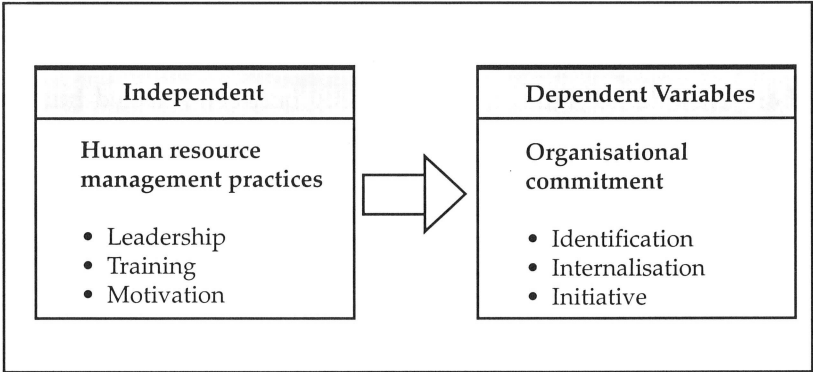 Independent
Human resource
management practices
• Leadership
• Training
• Motivation
Dependent Variables
Organisational
commitment
• Identification
• Internalisation
• Initiative